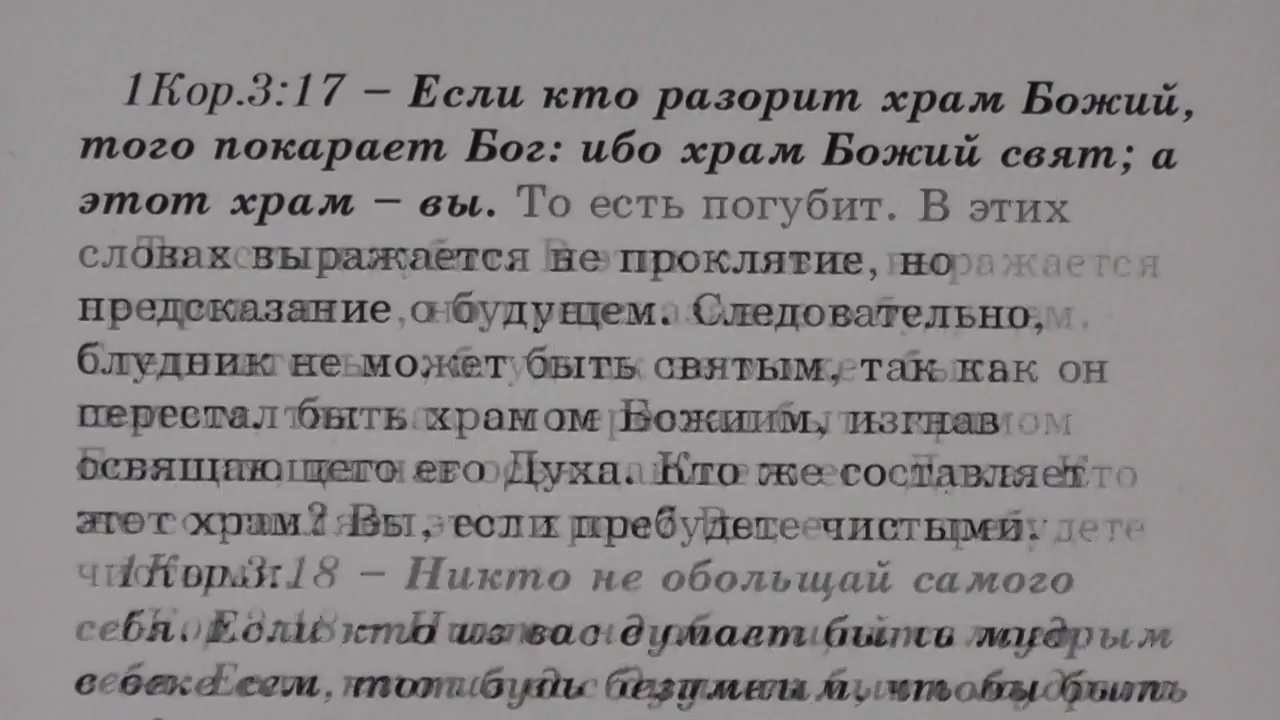 1Кор.3:17 – Если кто разорит храм Божий,
того покарает Бог: ибо храм Божий свят; а
этот храм – вы. То есть погубит. В этих
словах выражается не проклятие, но
предсказание о будущем. Следовательно,
блудник не может быть святым, так как он
перестал быть храмом Божиим, изгнав
освящающего его Духа. Кто же составляет
этот храм? Вы, если пребудете чистыми.
1Кор.3:18 – Никто не обольщай самого
себя. Если кто из вас думает быть мудрым
в веке сем, тот будь безумным, чтобы быть